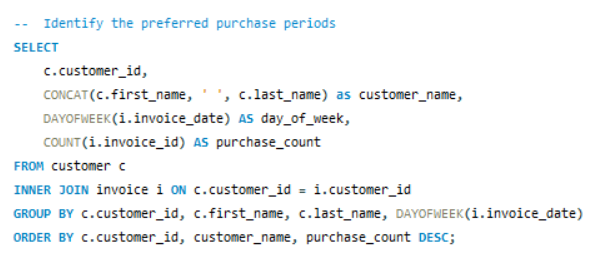 -- Identify the preferred purchase periods
SELECT
c.customer_id,
CONCAT(c.first_name, ' ', c.last_name) as customer_name,
DAYOFWEEK(i.invoice_date) AS day_of_week,
COUNT(i.invoice_id) AS purchase_count
FROM customer c
INNER JOIN invoice i ON c.customer_id = i.customer_id
GROUP BY c.customer_id, c.first_name, c.last_name, DAYOFWEEK(i.invoice_date)
ORDER BY c.customer_id, customer_name, purchase_count DESC;